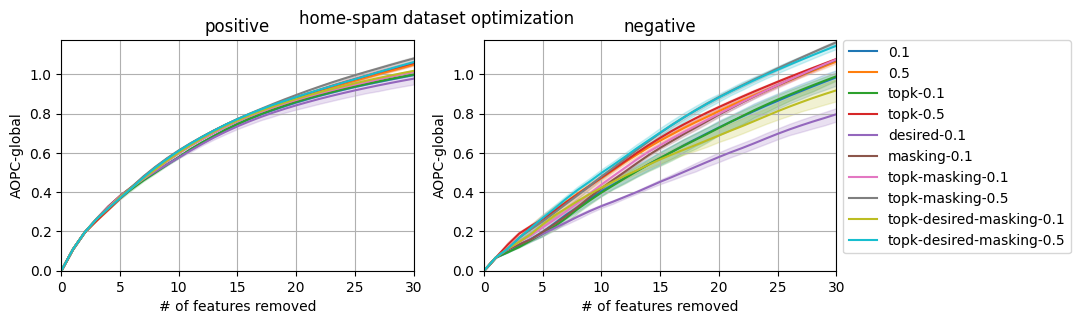 home-spam dataset optimization
positive
negative
AOPC-global
1.0
0.8
0.6
0.4
0.2
0.0
0 5 10 15 20 25 30
# of features removed
AOPC-global
1.0
0.8
0.6
0.4
0.2
0.0
0 5 10 15 20 25 30
# of features removed
0.1
0.5
topk-0.1
topk-0.5
desired-0.1
masking-0.1
topk-masking-0.1
topk-masking-0.5
topk-desired-masking-0.1
topk-desired-masking-0.5